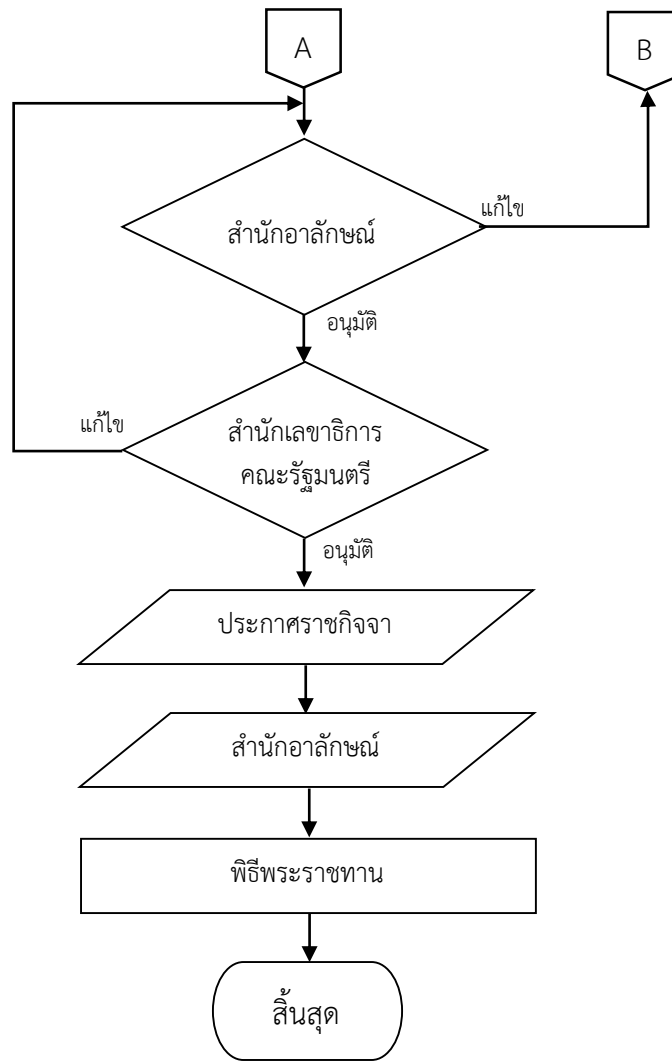 A
B
สำนักอาลักษณ์
แก้ไข
อนุมัติ
แก้ไข
สำนักเลขาธิการ
คณะรัฐมนตรี
อนุมัติ
ประกาศราชกิจจา
สำนักอาลักษณ์
พิธีพระราชทาน
สิ้นสุด